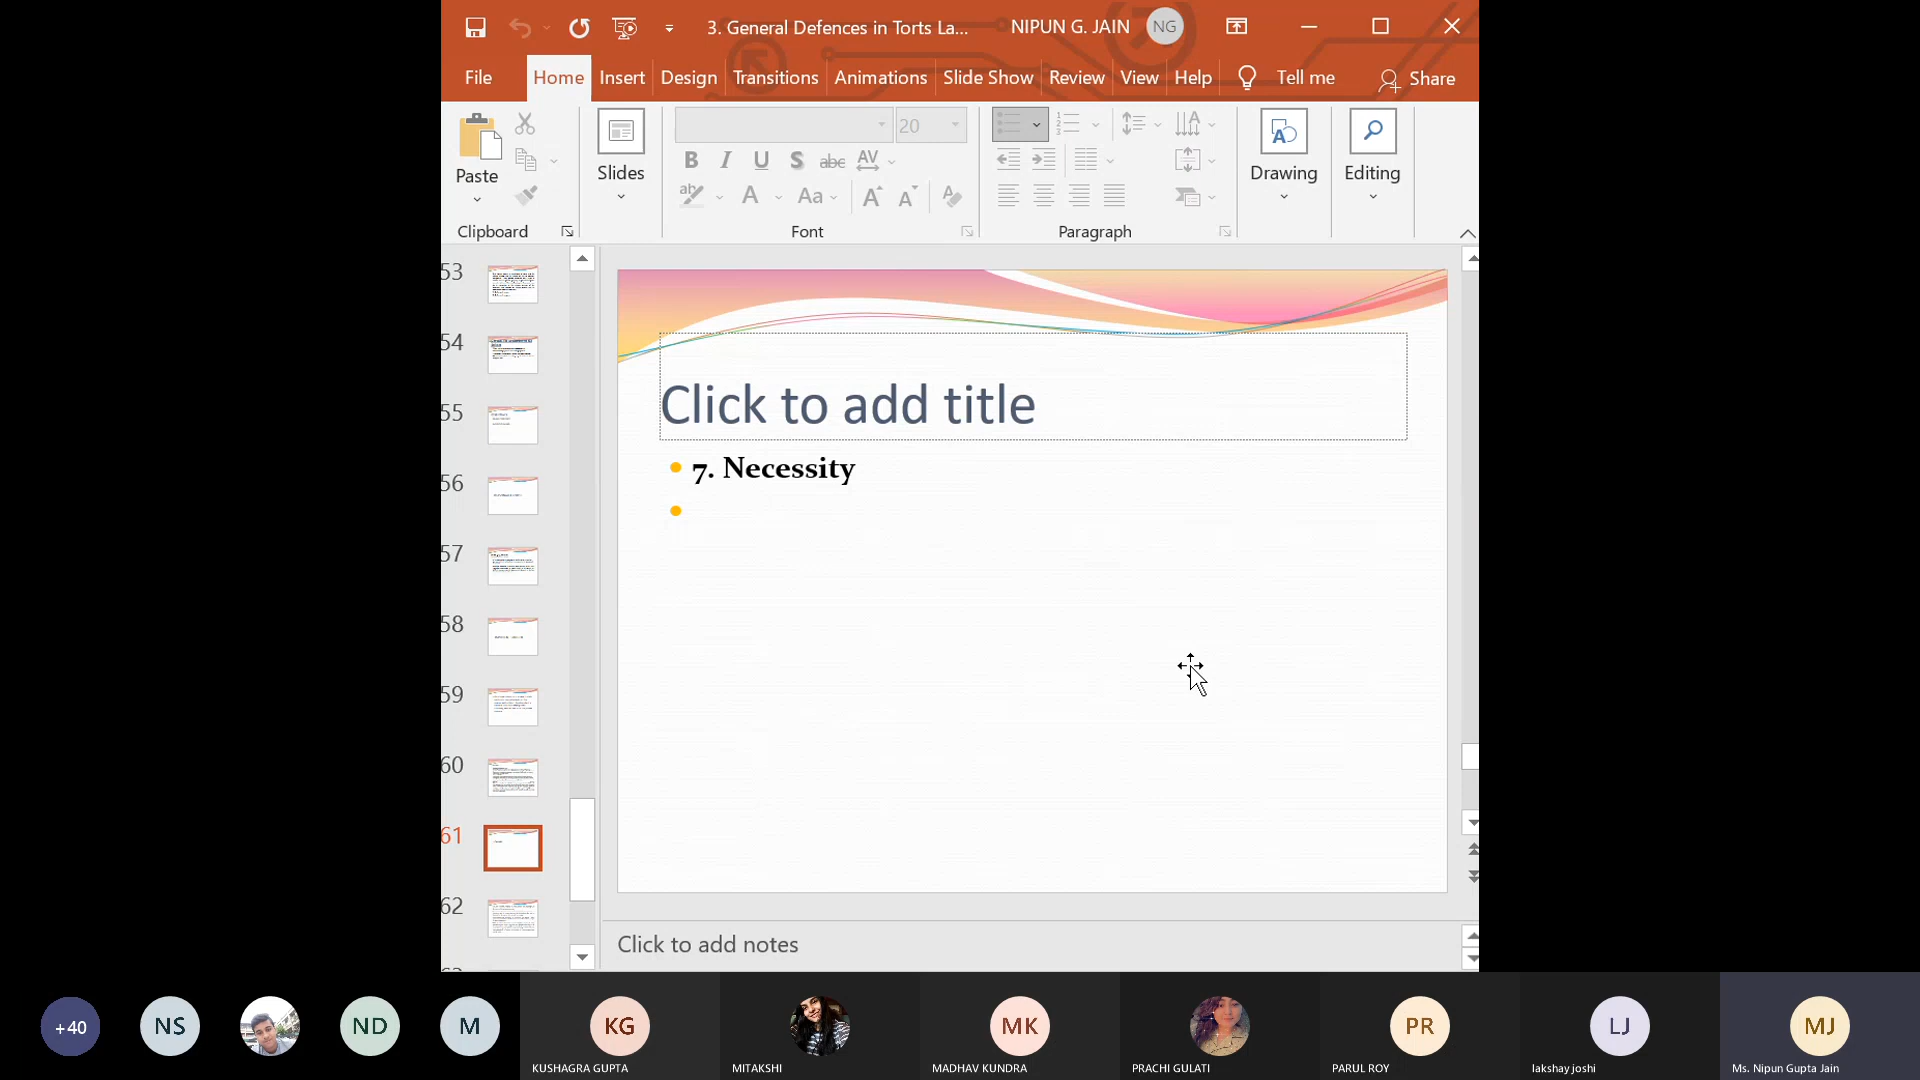 3. General Defences in Torts La...
NIPUN G. JAIN
NG
File
Home
Insert
Design
Transitions
Animations
Slide Show
Review
View
Help
Tell me
Share
Paste
Clipboard
Slides
20
B I U S abc AV
ab A Aa A A A
Font
Paragraph
Drawing
Editing
53
54
55
56
57
58
59
60
61
62
Click to add title
7. Necessity
Click to add notes
+40
NS
ND
M
KG
KUSHAGRA GUPTA
MITAKSHI
MK
MADHAV KUNDRA
PRACHI GULATI
PR
PARUL ROY
LJ
lakshay joshi
MJ
Ms. Nipun Gupta Jain